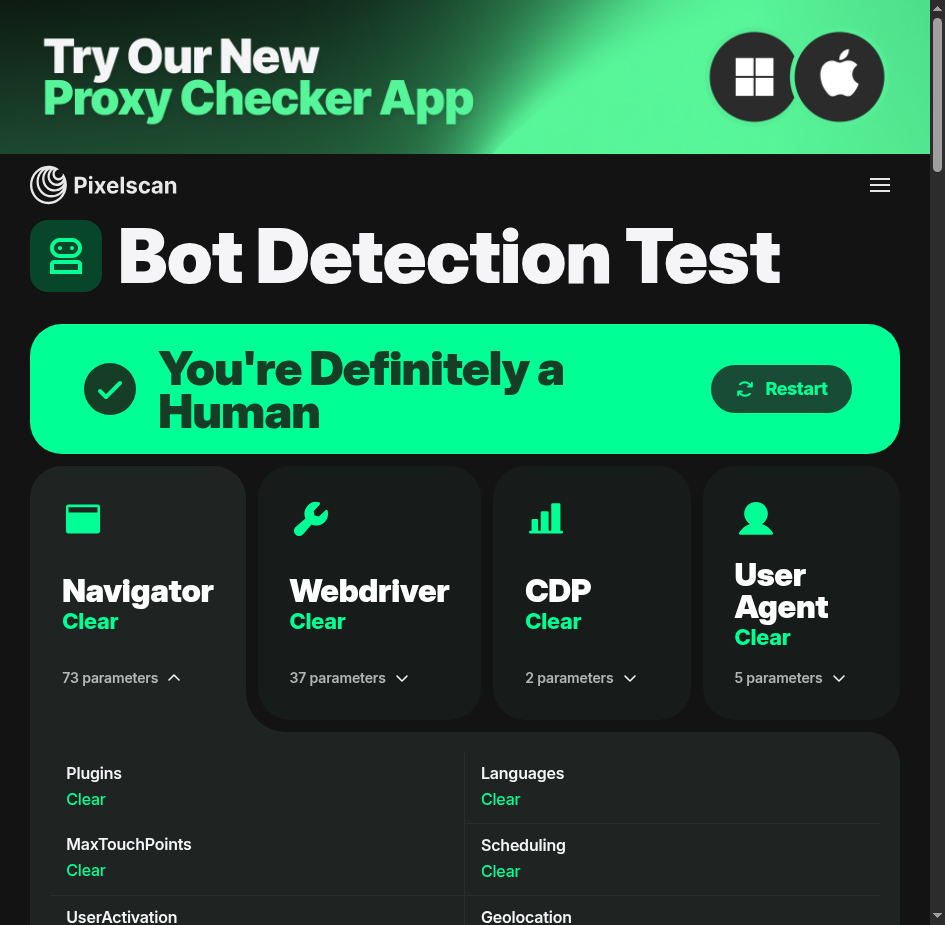 Try Our New
Proxy Checker App
Pixelscan
Bot Detection Test
You're Definitely a
Human
Restart
Navigator
Clear
73 parameters
Webdriver
Clear
37 parameters
CDP
Clear
2 parameters
User
Agent
Clear
5 parameters
Plugins
Clear
Languages
Clear
MaxTouchPoints
Clear
Scheduling
Clear
UserActivation
Geolocation